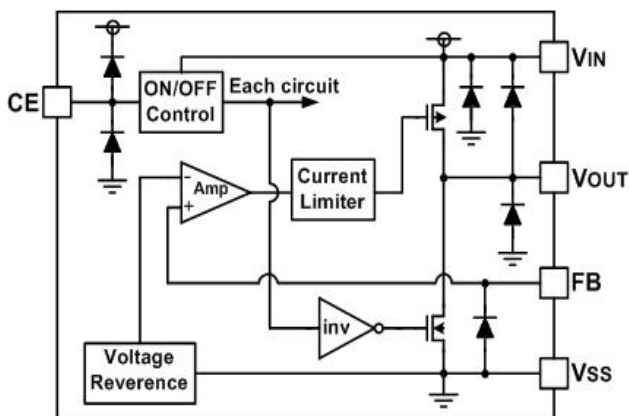 VIN
CE
ON/OFF
Control
Each circuit
-
Amp
+
Current
Limiter
VOUT
FB
inv
Voltage
Reverence
VSS